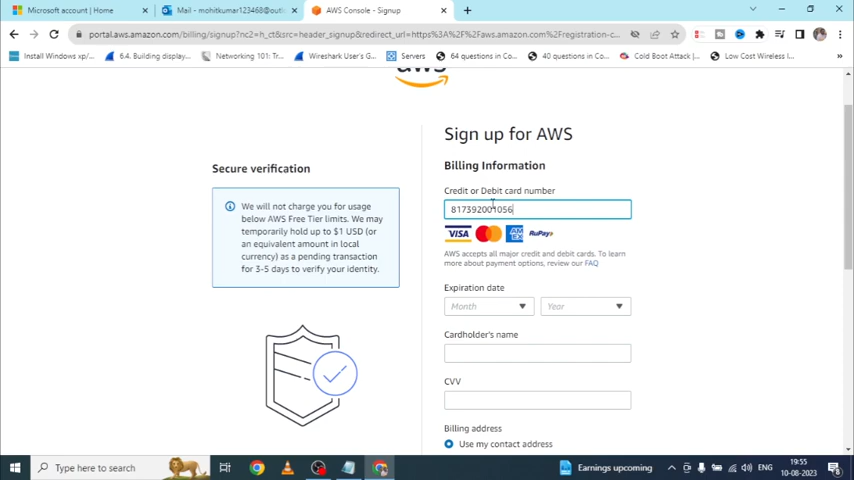 Microsoft account | Home
Mail - mohitkumar123468@outl
AWS Console - Signup
portal.aws.amazon.com/billing/signup?nc2=h_ct&src=header_signup&redirect_url=https%3A%2F%2Faws.amazon.com%2Fregistration-c
Install Windows xp/...
6.4. Building display...
Networking 101: Tr...
Wireshark User's G...
Servers
64 questions in Co...
40 questions in Co...
Cold Boot Attack |...
Low Cost Wireless I...
»
aws
Sign up for AWS
Secure verification
We will not charge you for usage
below AWS Free Tier limits. We may
temporarily hold up to $1 USD (or
an equivalent amount in local
currency) as a pending transaction
for 3-5 days to verify your identity.
Billing Information
Credit or Debit card number
817392001056
VISA
AM
EX
RuPay
AWS accepts all major credit and debit cards. To learn
more about payment options, review our FAQ
Expiration date
Month
Year
Cardholder's name
CVV
Billing address
Use my contact address
Type here to search
Earnings upcoming
ENG
19:55
10-08-2023